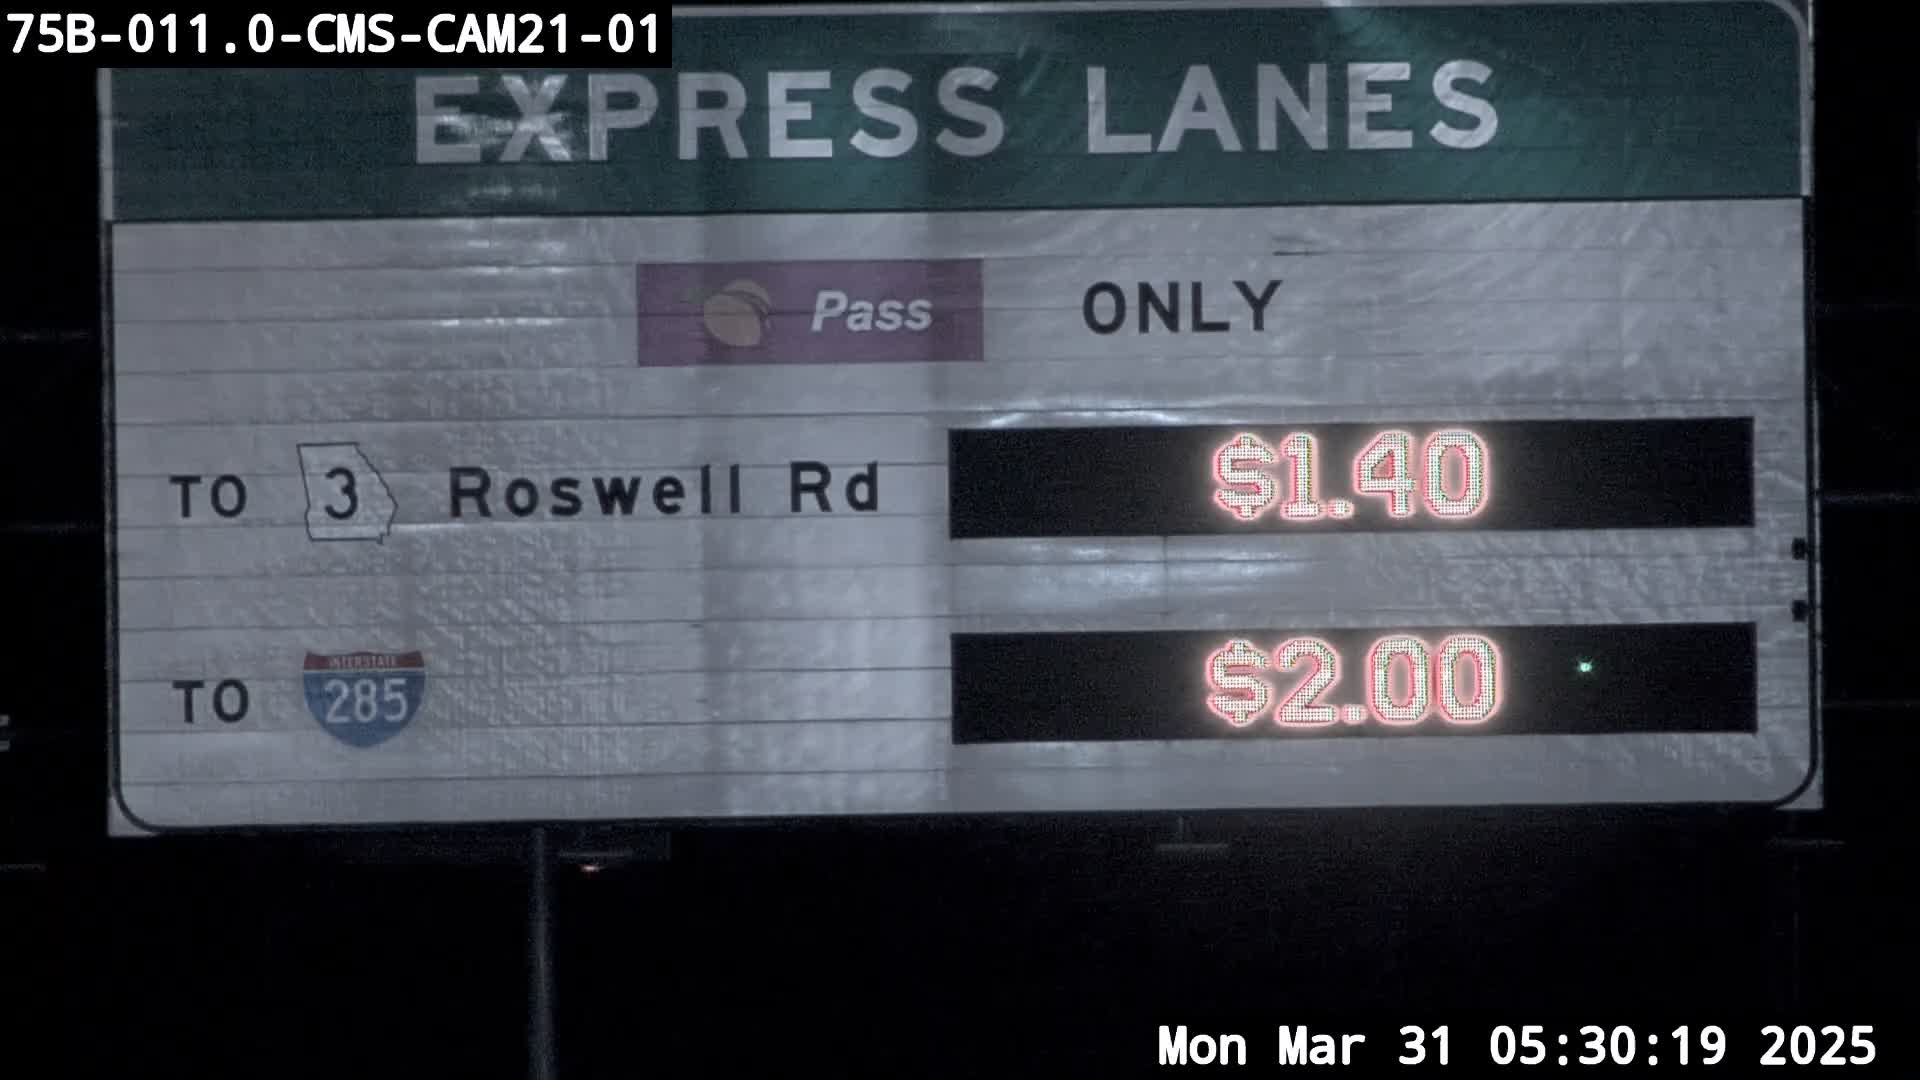 75B-011.0-CMS-CAM21-01
EXPRESS LANES
Pass ONLY
TO 3 Roswell Rd $1.40
INTERSTATE
TO 285 $2.00
Mon Mar 31 05:30:19 2025